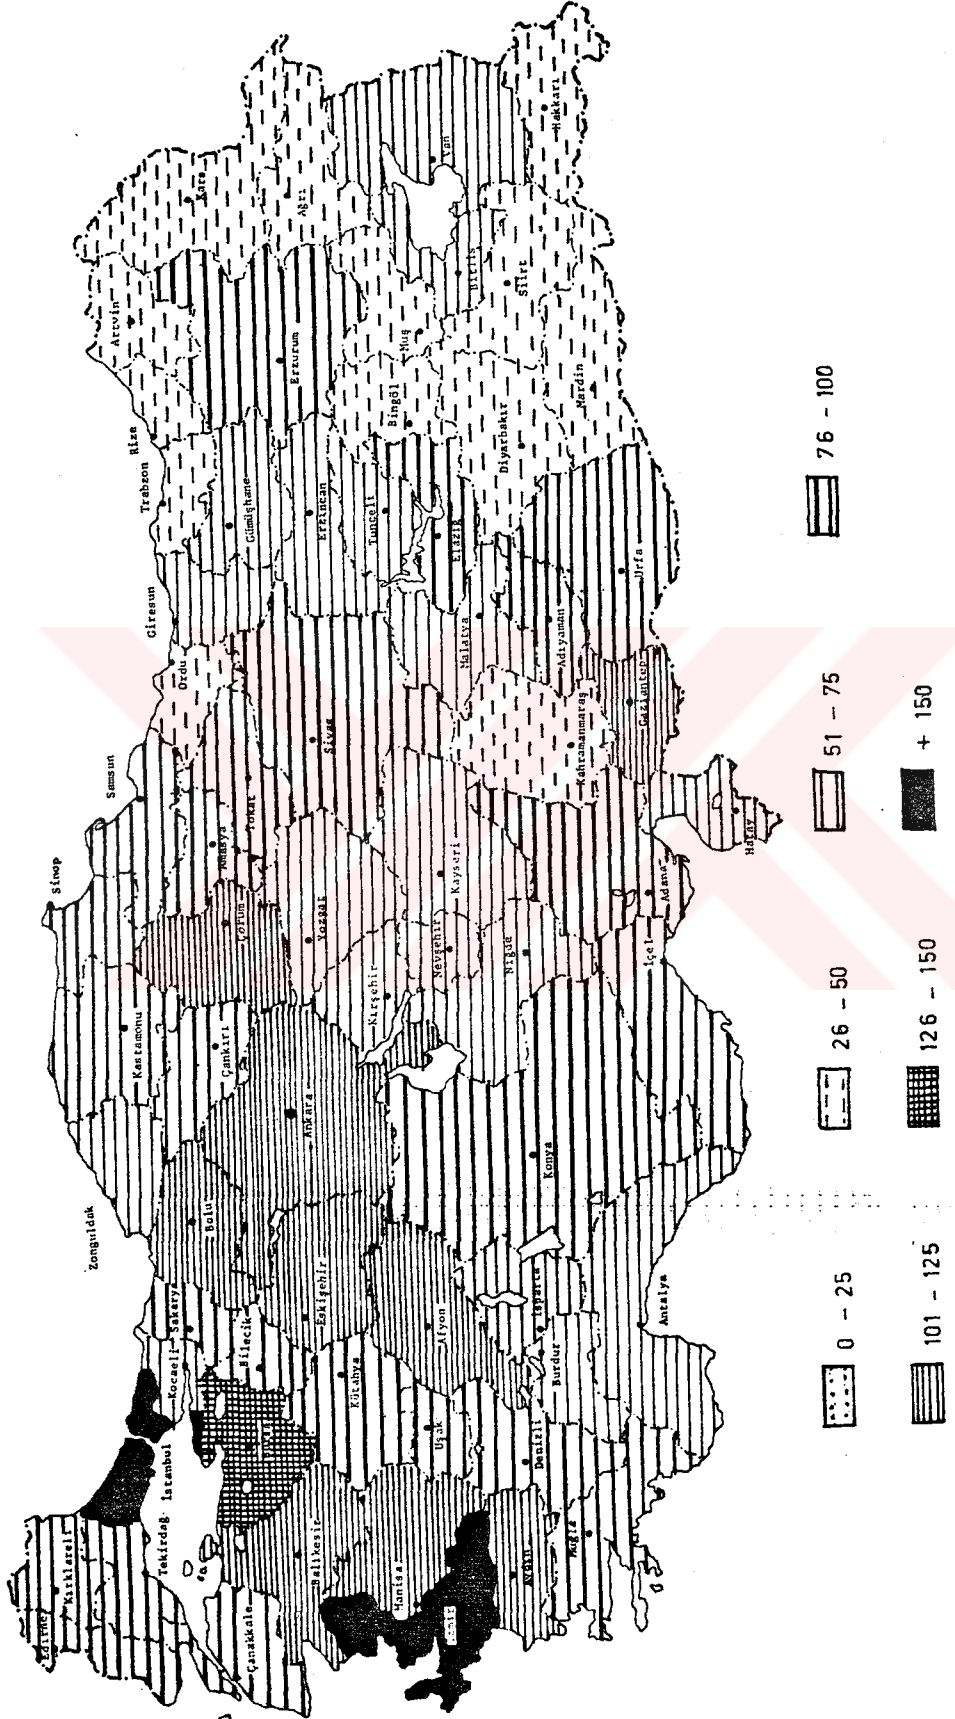 Edirne
Kırklareli
Tekirdağ
İstanbul
Kocaeli
Sakarya
Zonguldak
Bolu
Bilecik
Bursa
Çanakkale
Balıkesir
Manisa
İzmir
Aydın
Muğla
Denizli
Uşak
Kütahya
Eskişehir
Afyon
Burdur
Isparta
Antalya
Konya
Ankara
Çankırı
Kastamonu
Sinop
Samsun
Çorum
Amasya
Tokat
Yozgat
Kırşehir
Nevşehir
Niğde
Kayseri
İçel
Adana
Hatay
Sivas
Ordu
Giresun
Trabzon
Rize
Artvin
Kars
Ağrı
Gümüşhane
Erzincan
Erzurum
Tunceli
Elazığ
Malatya
Adıyaman
Kahramanmaraş
Gaziantep
Urfa
Bingöl
Muş
Diyarbakır
Mardin
Siirt
Bitlis
Van
Hakkari
0 - 25
26 - 50
51 - 75
76 - 100
101 - 125
126 - 150
+ 150